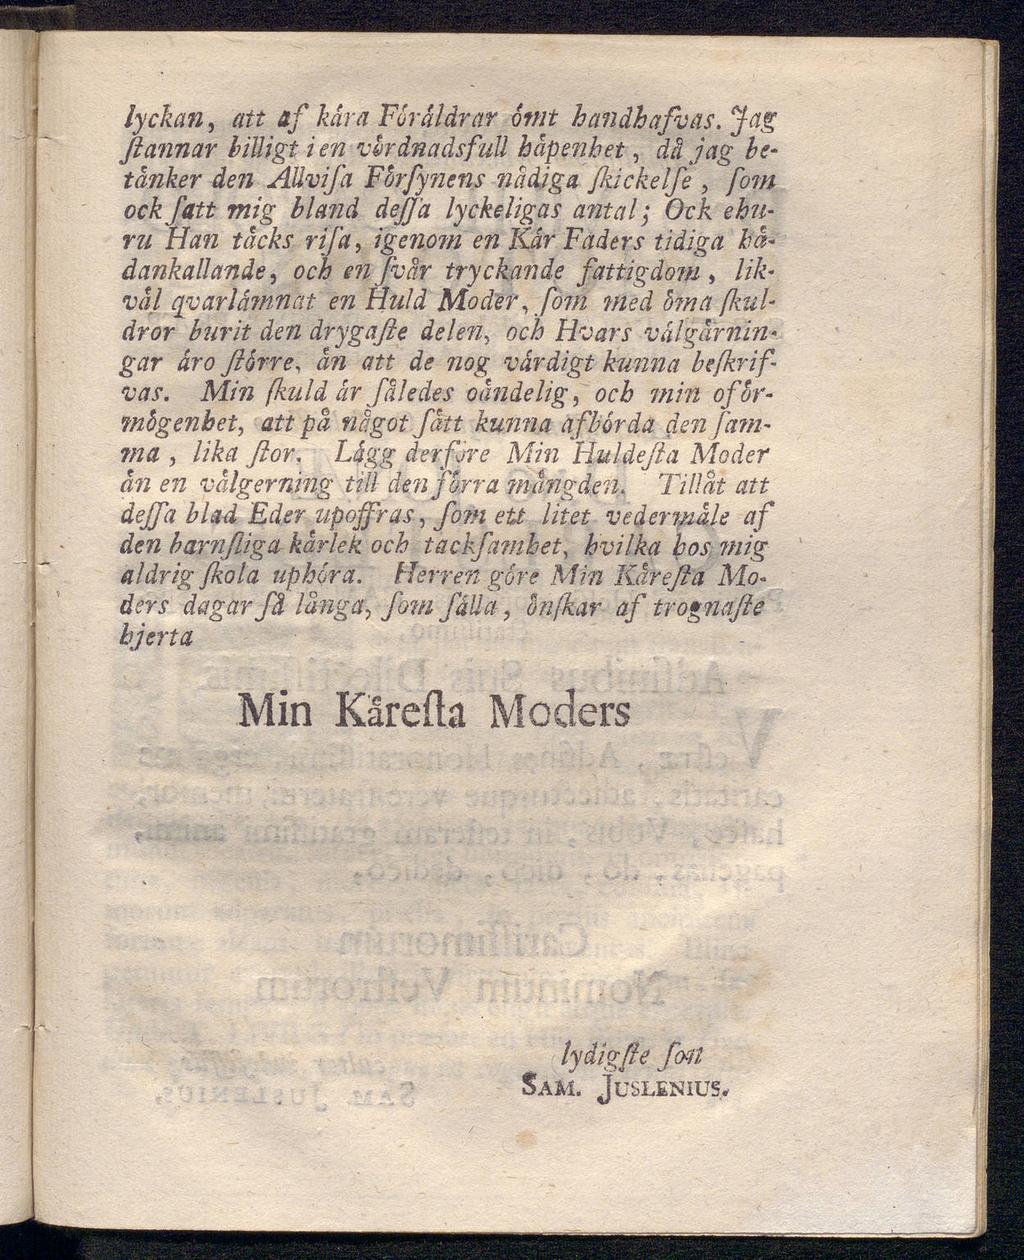 lyckan, att af kära Föräldrar ömt handhafvas. Jag
ſtannar billigt i en vördnadsfull häpenhet, då jag be-
tänker den Allviſa Förſynens nådiga ſkickelſe, ſom
ock ſatt mig bland deſſa lyckeligas antal; Ock ehu-
ru Han täcks riſa, igenom en Kär Faders tidiga hä-
dankallande, och en ſvår tryckande fattigdom, lik-
väl qvarlämnat en Huld Moder, ſom med öma ſkul-
dror burit den drygaſte delen, och Hvars välgärnin-
gar äro ſtörre, än att de nog värdigt kunna beſkrif-
vas. Min ſkuld är ſåledes oändelig, och min oför-
mögenhet, att på något ſätt kunna afbörda den ſam-
ma, lika ſtor. Lägg derföre Min Huldeſta Moder
än en välgerning till den förra mängden. Tillåt att
deſſa blad Eder upoffras, ſom ett litet vedermäle af
den barnſliga kärlek och tackſamhet, hvilka hos mig
aldrig ſkola uphöra. Herren göre Min Käreſta Mo-
ders dagar ſå långa, ſom ſälla, önſkar af trognaſte
hjerta
Min Käreſta Moders
lydigſte ſon
SAM. JUSLENIUS.